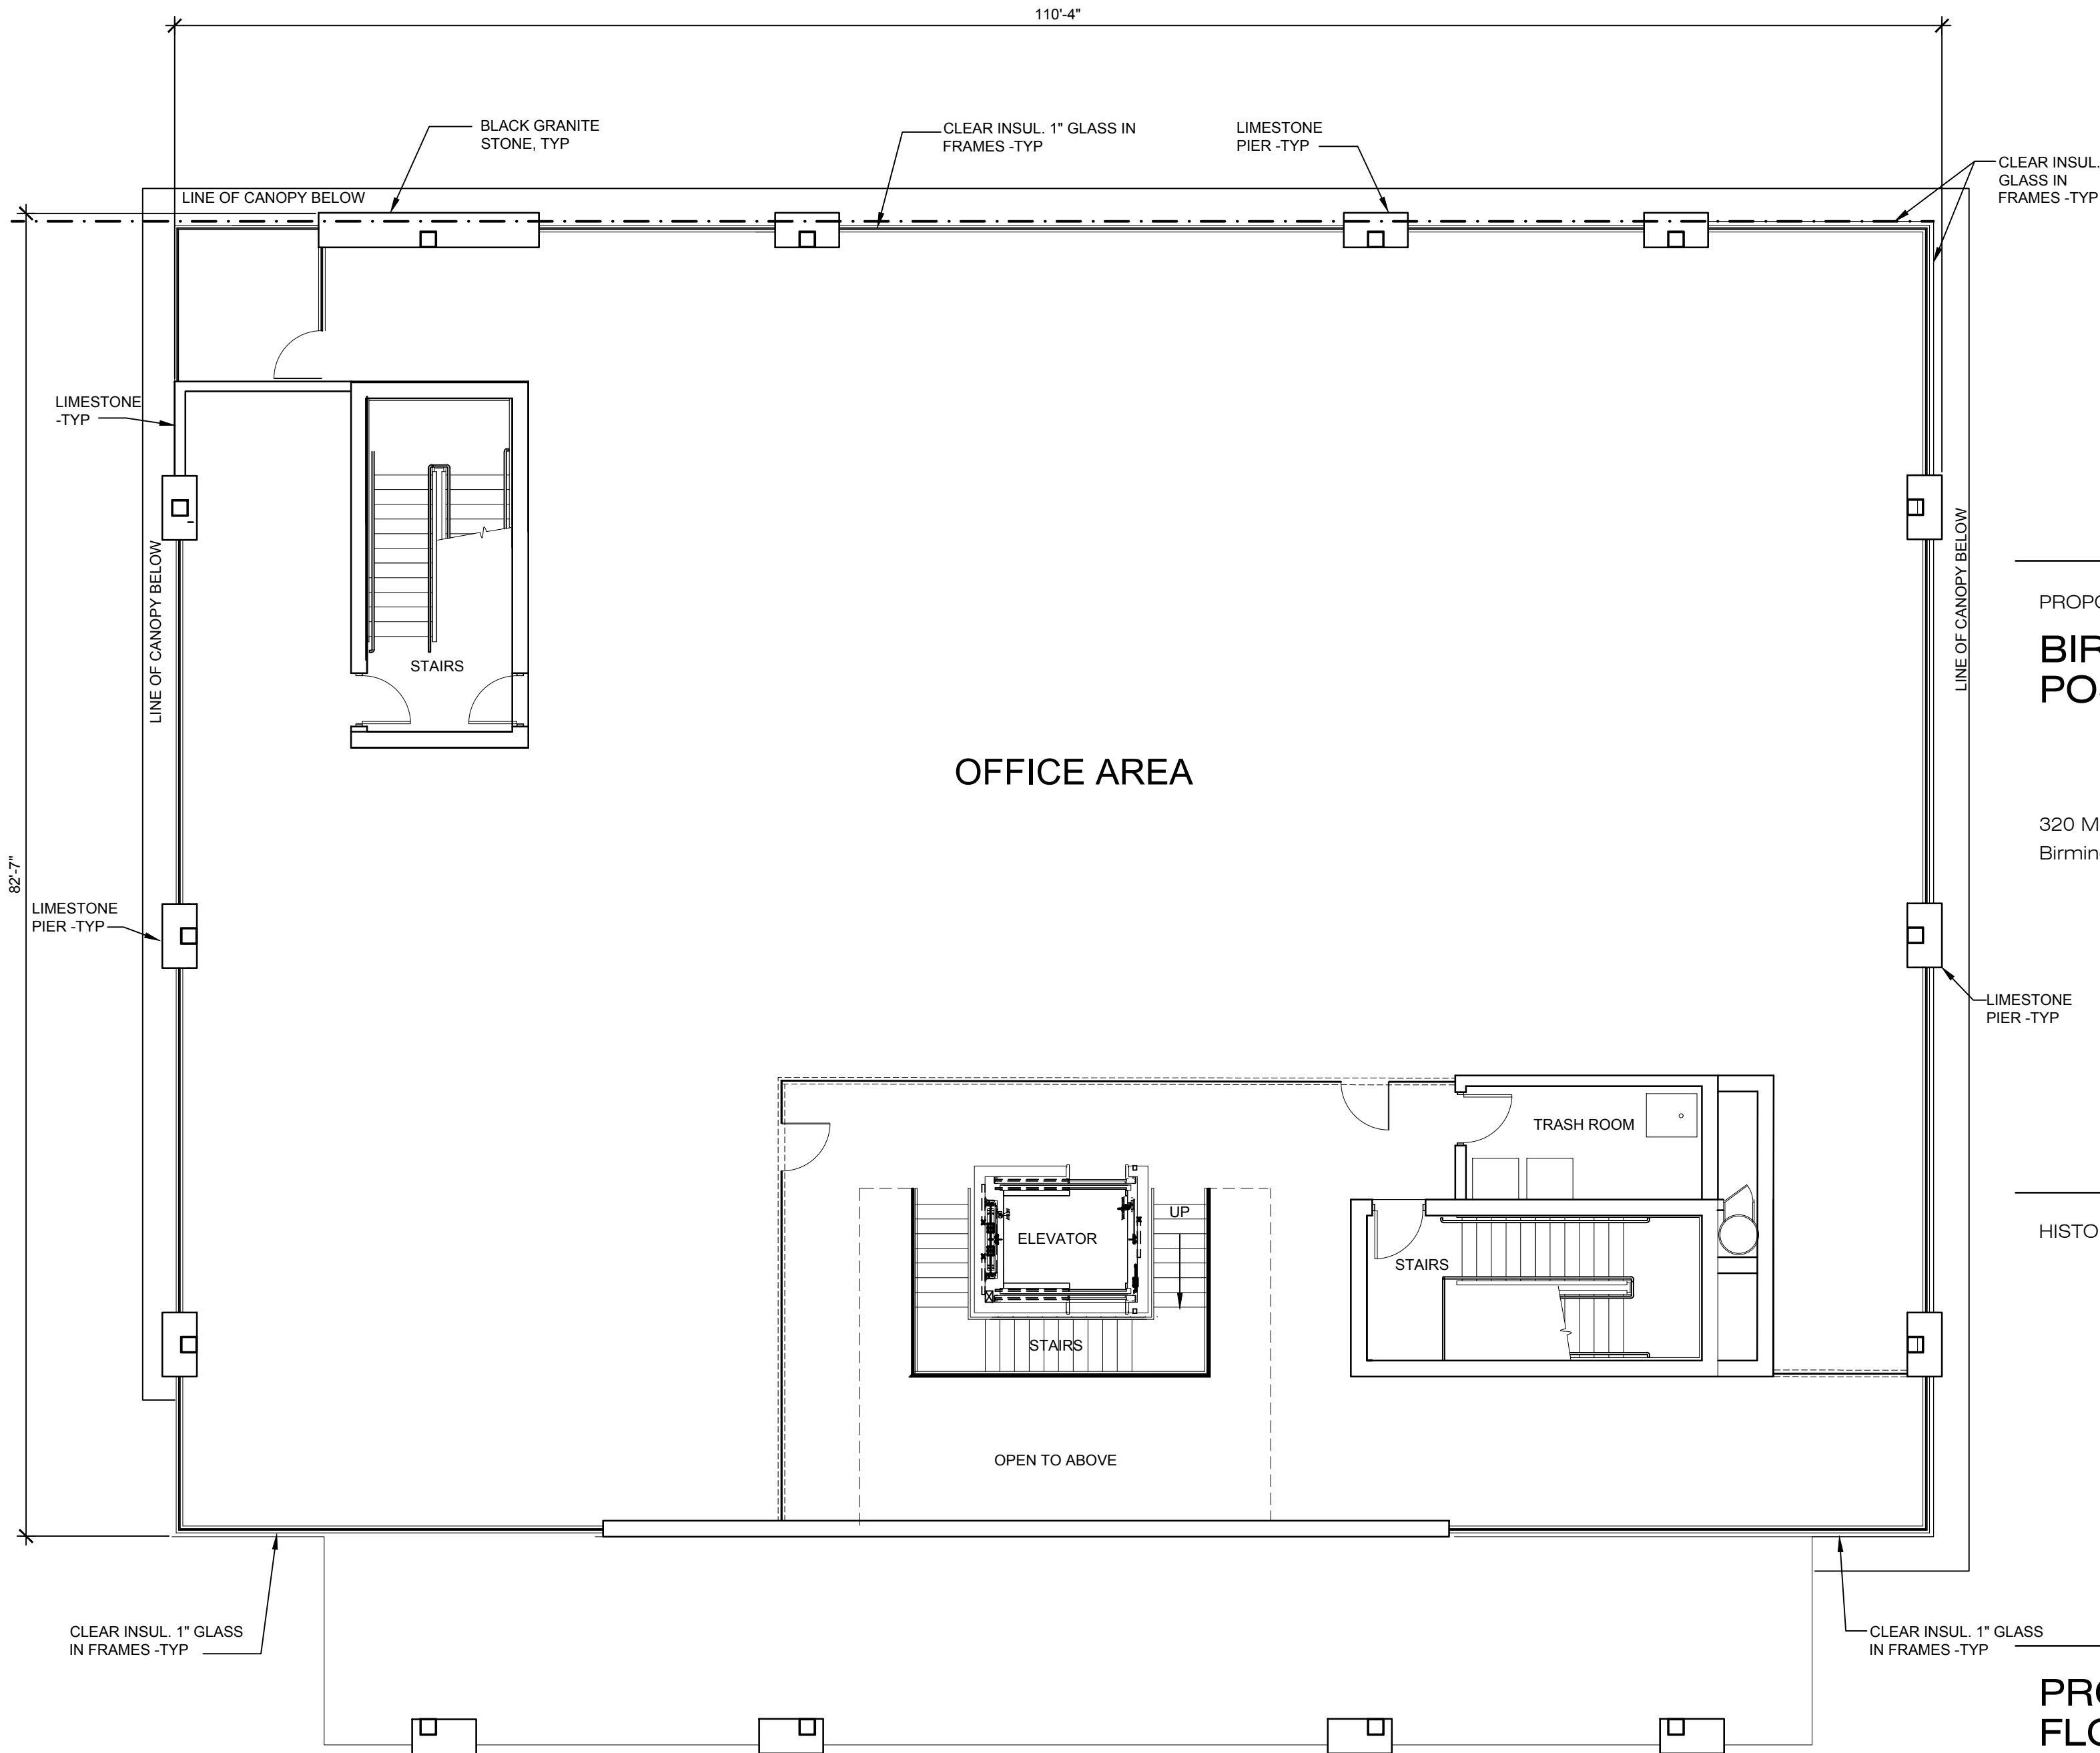 110'-4"
BLACK GRANITE
STONE, TYP
CLEAR INSUL. 1" GLASS IN
FRAMES -TYP
LIMESTONE
PIER -TYP
CLEAR INSUL.
GLASS IN
FRAMES -TYP
LINE OF CANOPY BELOW
LIMESTONE
-TYP
LINE OF CANOPY BELOW
LINE OF CANOPY BELOW
STAIRS
OFFICE AREA
82'-7"
LIMESTONE
PIER -TYP
LIMESTONE
PIER -TYP
TRASH ROOM
UP
ELEVATOR
STAIRS
STAIRS
OPEN TO ABOVE
CLEAR INSUL. 1" GLASS
IN FRAMES -TYP
CLEAR INSUL. 1" GLASS
IN FRAMES -TYP
PROPO
BIR
PO
320 M
Birmin
HISTO
PRO
FLO